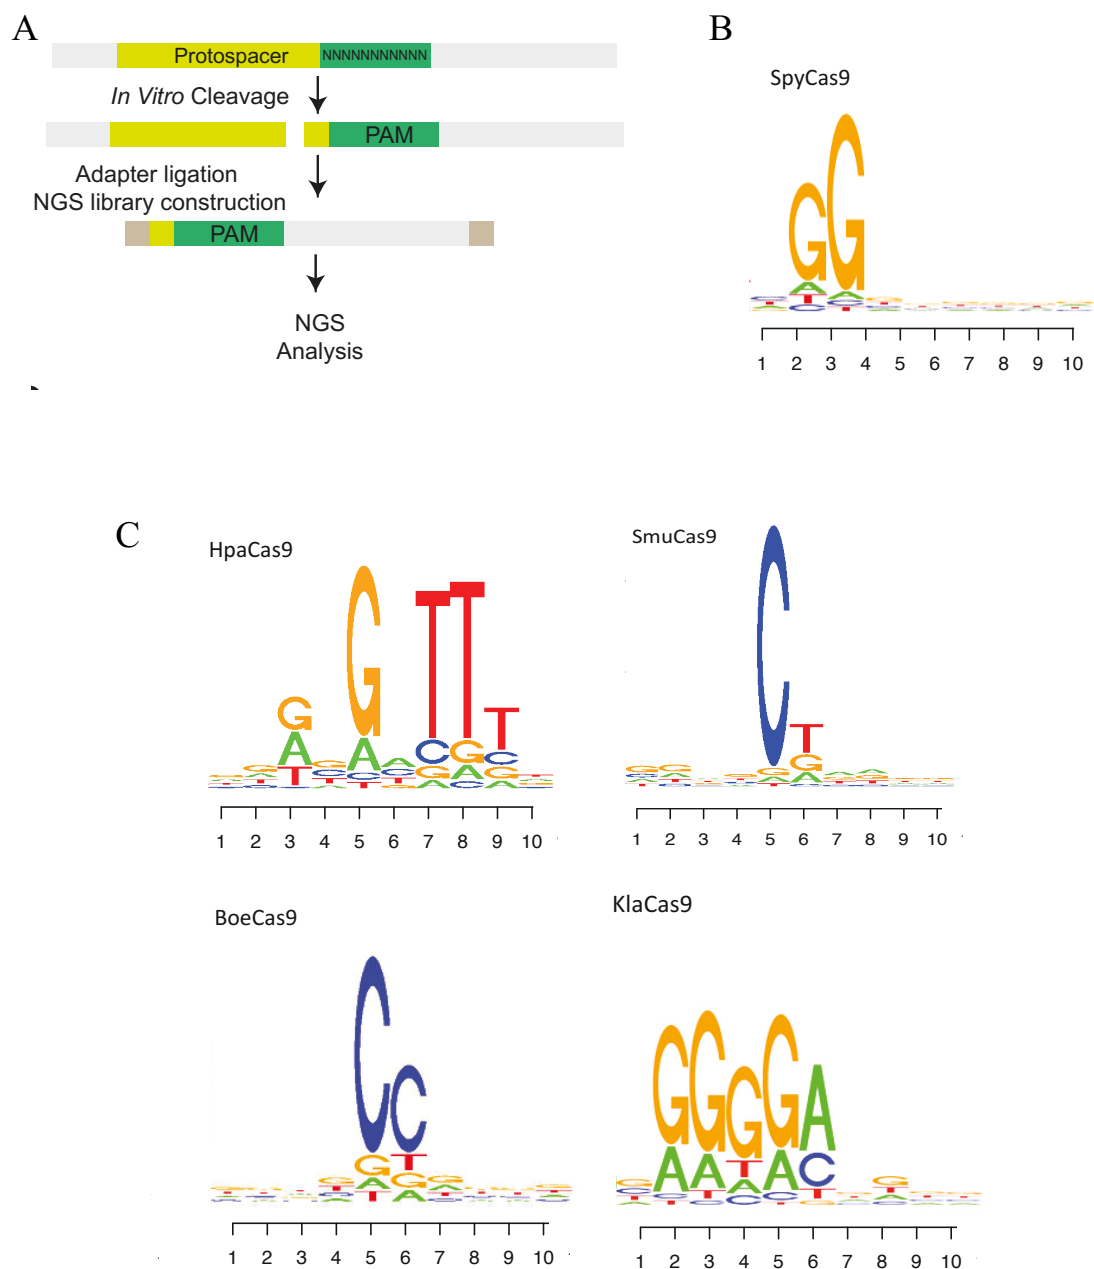 A
Protospacer NNNNNNNNNNN
In Vitro Cleavage
PAM
Adapter ligation
NGS library construction
PAM
NGS
Analysis
B
SpyCas9
G G
1 2 3 4 5 6 7 8 9 10
C
HpaCas9
G G T T T
1 2 3 4 5 6 7 8 9 10
SmuCas9
C T
1 2 3 4 5 6 7 8 9 10
BoeCas9
C C
1 2 3 4 5 6 7 8 9 10
KlaCas9
G G G G A
1 2 3 4 5 6 7 8 9 10